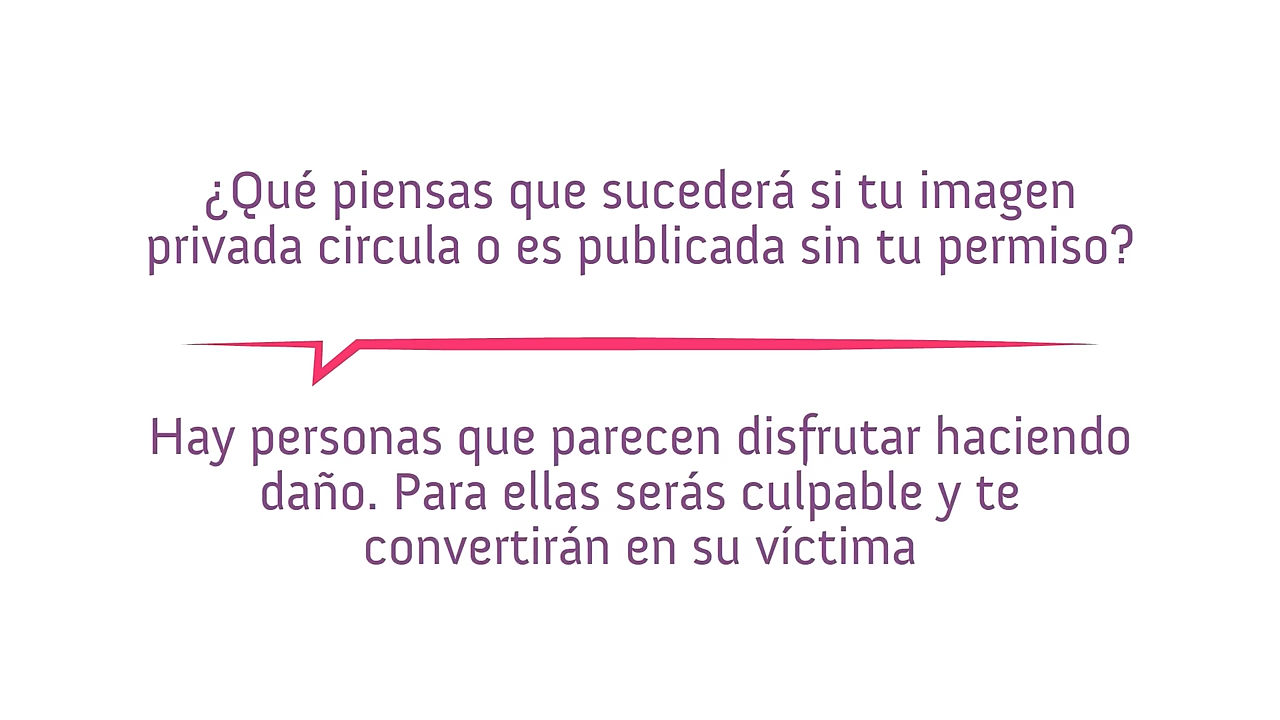 ¿Qué piensas que sucederá si tu imagen
privada circula o es publicada sin tu permiso?
Hay personas que parecen disfrutar haciendo
daño. Para ellas serás culpable y te
convertirán en su víctima